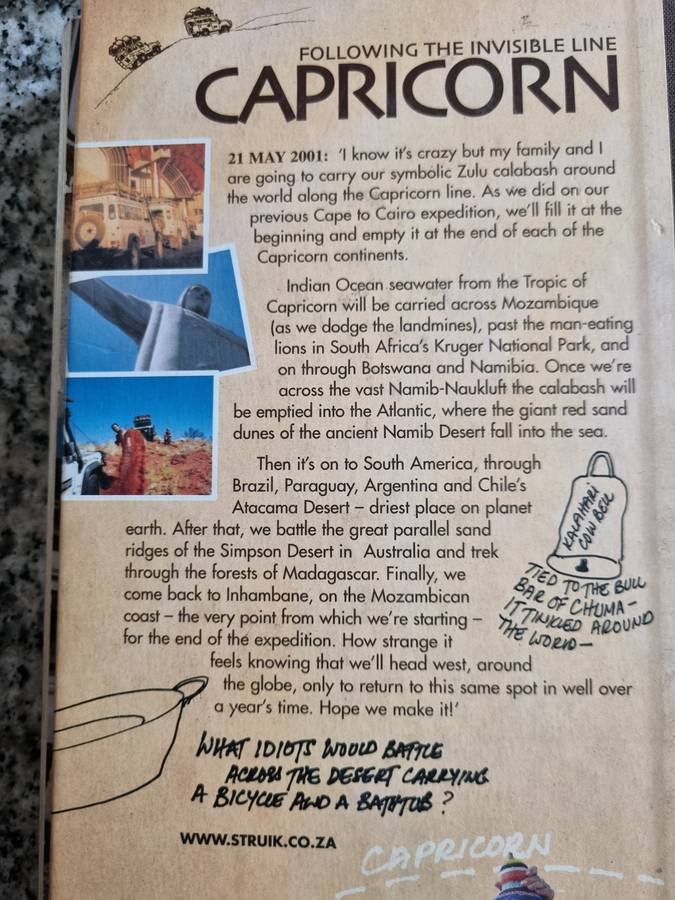 FOLLOWING THE INVISIBLE LINE
CAPRICORN
21 MAY 2001: 'I know it's crazy but my family and I
are going to carry our symbolic Zulu calabash around
the world along the Capricorn line. As we did on our
previous Cape to Cairo expedition, we'll fill it at the
beginning and empty it at the end of each of the
Capricorn continents.
Indian Ocean seawater from the Tropic of
Capricorn will be carried across Mozambique
(as we dodge the landmines), past the man-eating
lions in South Africa's Kruger National Park, and
on through Botswana and Namibia. Once we're
across the vast Namib-Naukluft the calabash will
be emptied into the Atlantic, where the giant red sand
dunes of the ancient Namib Desert fall into the sea.
Then it's on to South America, through
Brazil, Paraguay, Argentina and Chile's
Atacama Desert – driest place on planet
earth. After that, we battle the great parallel sand
ridges of the Simpson Desert in Australia and trek
through the forests of Madagascar. Finally, we
come back to Inhambane, on the Mozambican
coast – the very point from which we're starting –
for the end of the expedition. How strange it
feels knowing that we'll head west, around
the globe, only to return to this same spot in well over
a year's time. Hope we make it!'
KALAHARI
COW BELL
TIED TO THE BULL
BAR OF CHUMA –
IT TINKLED AROUND
THE WORLD –
WHAT IDIOTS WOULD BATTLE
ACROSS THE DESERT CARRYING
A BICYCLE AND A BATHTUB?
WWW.STRUIK.CO.ZA
CAPRICORN